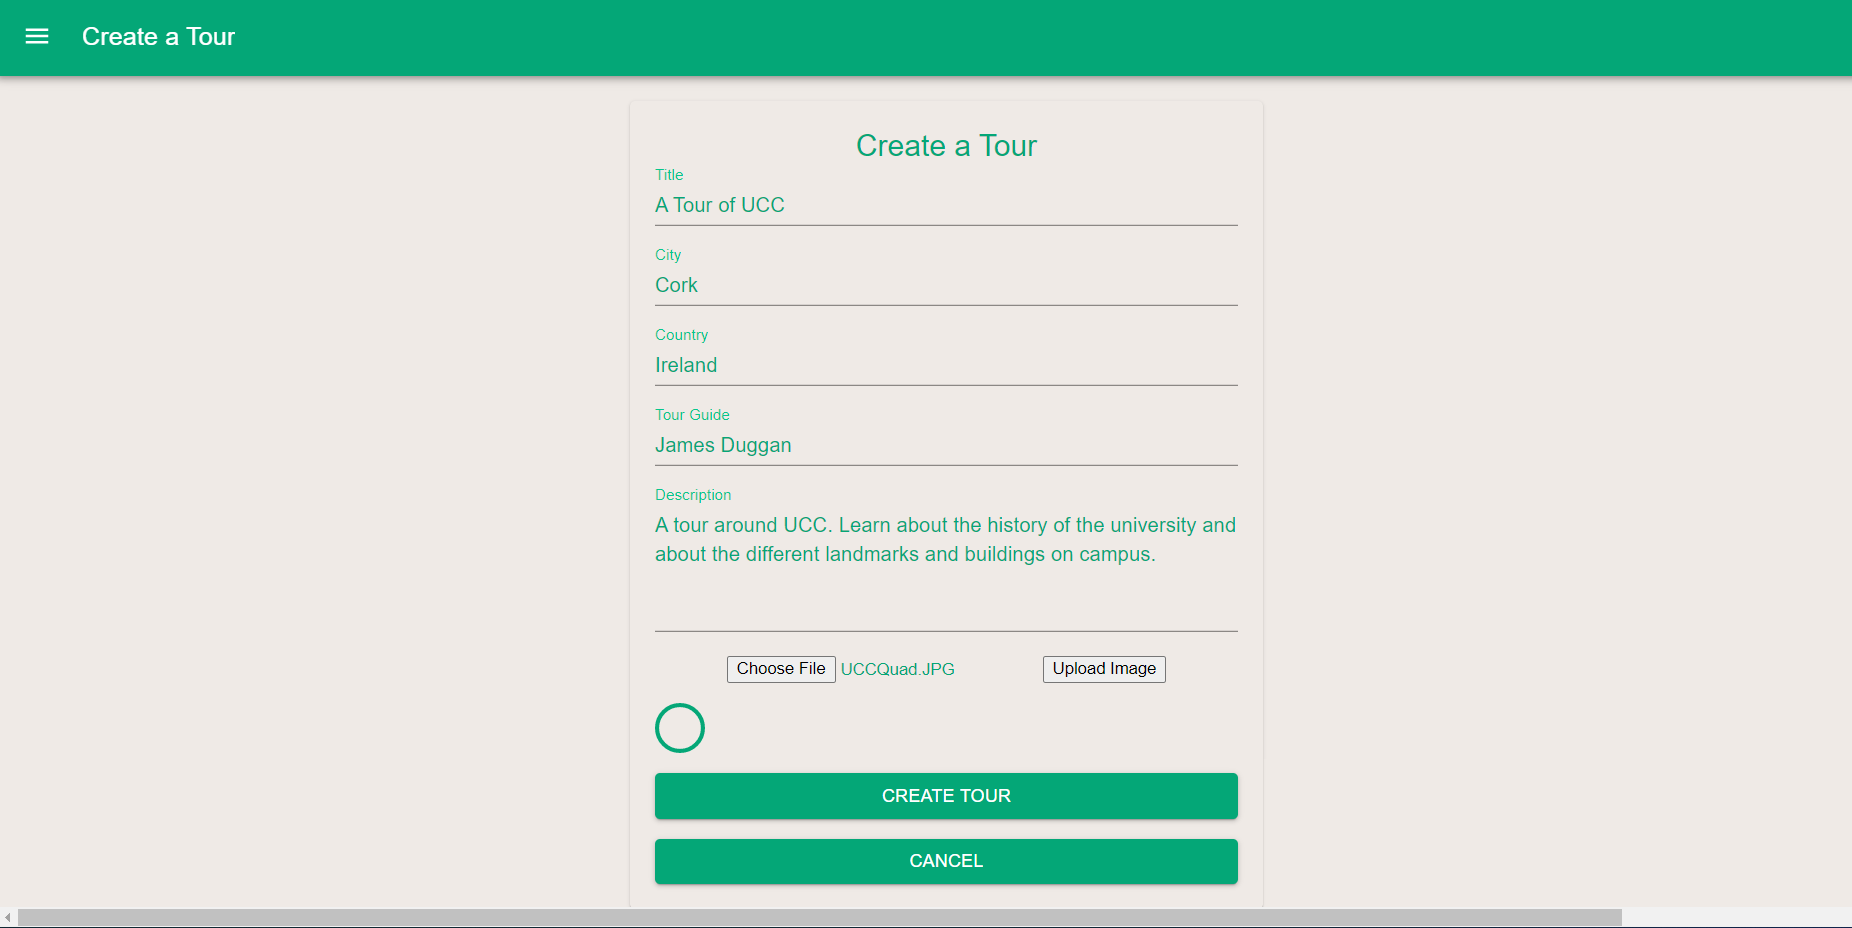 Create a Tour
Create a Tour
Title
A Tour of UCC
City
Cork
Country
Ireland
Tour Guide
James Duggan
Description
A tour around UCC. Learn about the history of the university and
about the different landmarks and buildings on campus.
Choose File UCCQuad.JPG Upload Image
CREATE TOUR
CANCEL